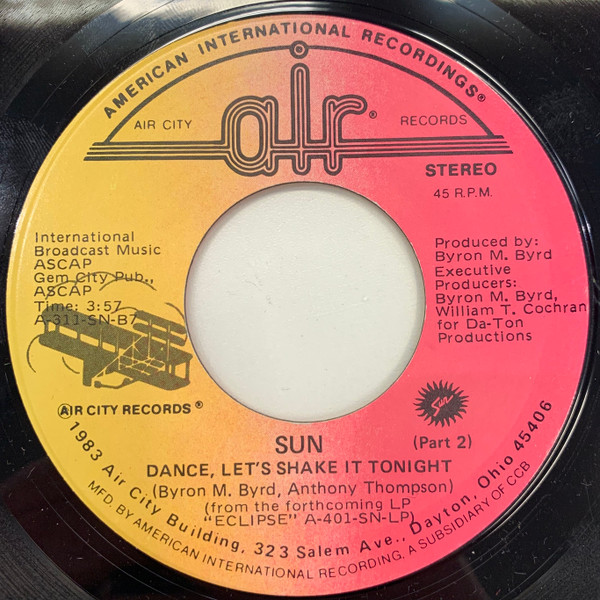 AMERICAN INTERNATIONAL RECORDINGS®
air®
AIR CITY RECORDS
STEREO
45 R.P.M.
International
Broadcast Music
ASCAP
Gem City Pub.,
ASCAP
Time: 3:57
A-311-SN-B7
Produced by:
Byron M. Byrd
Executive
Producers:
Byron M. Byrd,
William T. Cochran
for Da-Ton
Productions
AIR CITY RECORDS®
Sun
SUN
(Part 2)
DANCE, LET'S SHAKE IT TONIGHT
(Byron M. Byrd, Anthony Thompson)
(from the forthcoming LP
"ECLIPSE" A-401-SN-LP)
℗1983 Air City Building, 323 Salem Ave., Dayton, Ohio 45406
MFD. BY AMERICAN INTERNATIONAL RECORDING, A SUBSIDIARY OF CCB